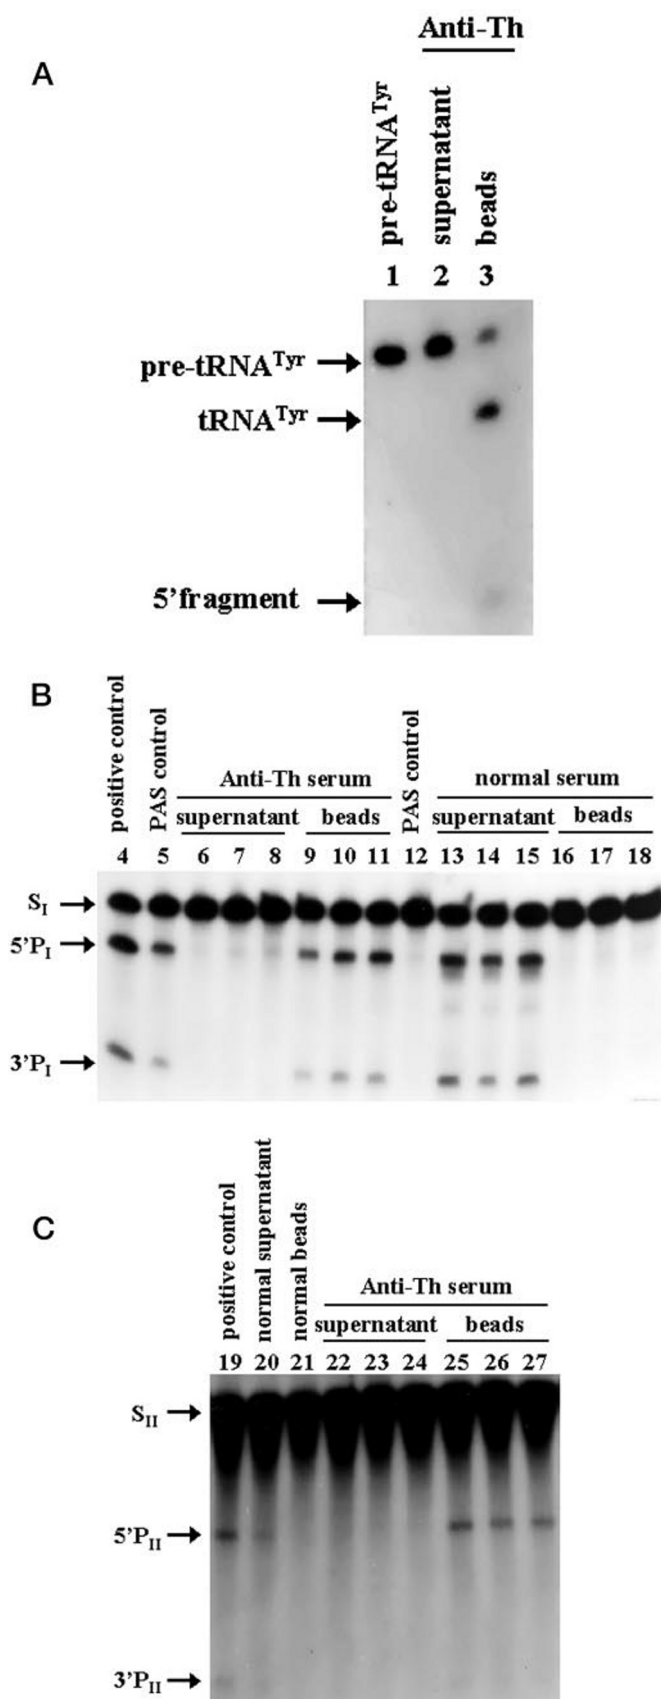 A
Anti-Th
pre-tRNATyr
supernatant
beads
1 2 3
pre-tRNATyr
tRNATyr
5'fragment
B
positive control
PAS control
Anti-Th serum
PAS control
normal serum
supernatant beads supernatant beads
4 5 6 7 8 9 10 11 12 13 14 15 16 17 18
SI
5'PI
3'PI
C
positive control
normal supernatant
normal beads
Anti-Th serum
supernatant beads
19 20 21 22 23 24 25 26 27
SII
5'PII
3'PII